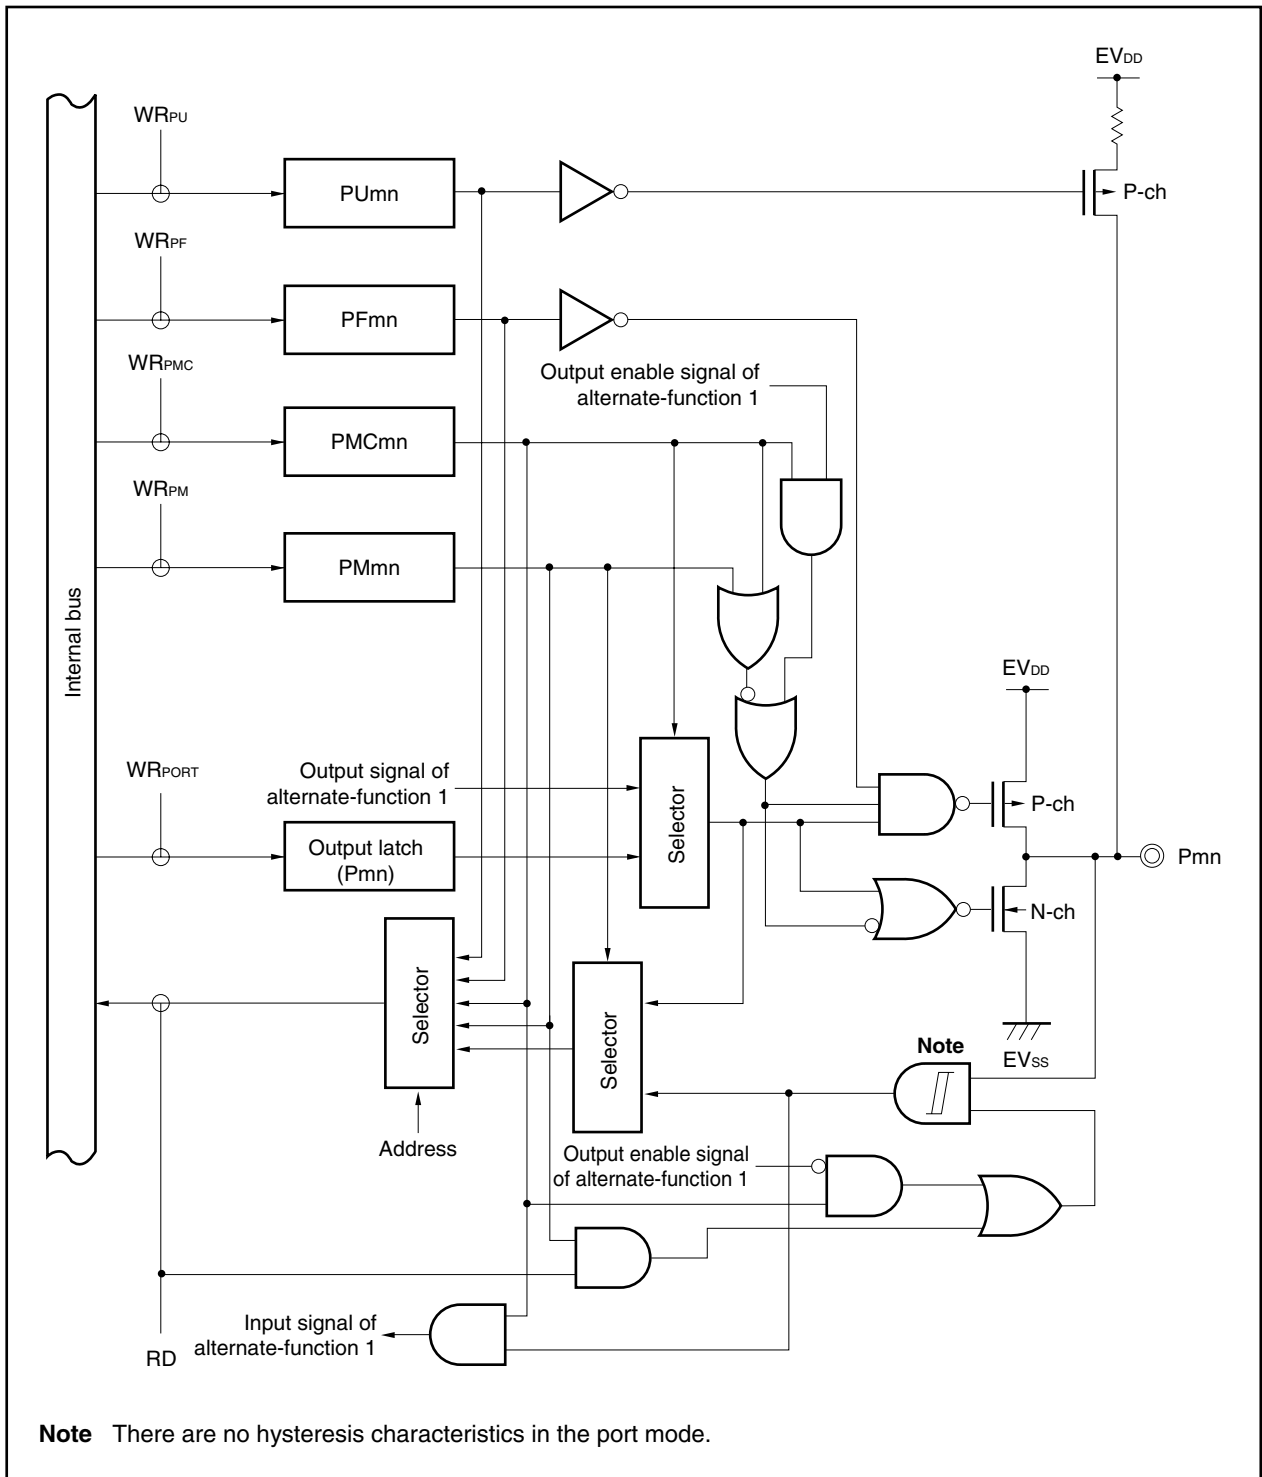 EVDD
WRPU
PUmn
P-ch
WRPF
PFmn
Output enable signal of
alternate-function 1
WRPMC
PMCmn
WRPM
PMmn
Internal bus
EVDD
WRPORT
Output signal of
alternate-function 1
Selector
P-ch
Output latch
(Pmn)
Pmn
N-ch
Selector
Selector
Note
EVSS
Address
Output enable signal
of alternate-function 1
Input signal of
alternate-function 1
RD
Note There are no hysteresis characteristics in the port mode.